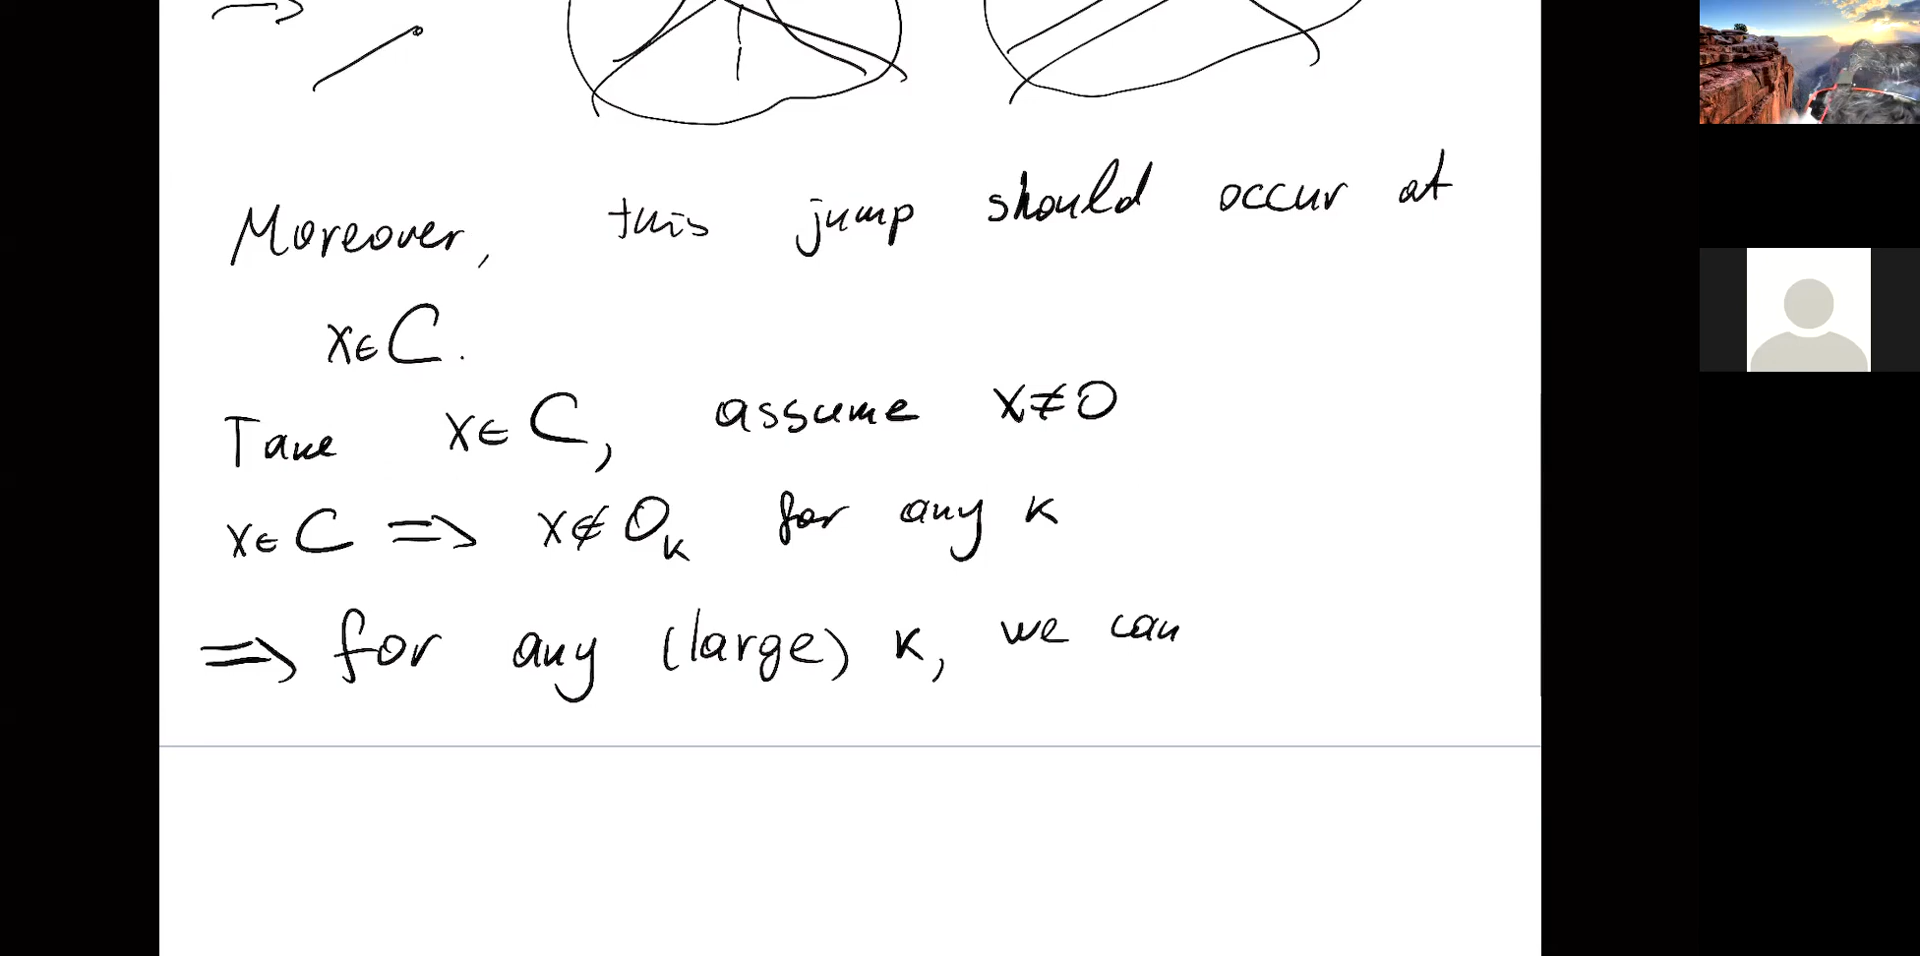 Moreover, this jump should occur at
x∈C.
Take x∈C, assume x≠0
x∈C => x∉O_k for any k
=> for any (large) k, we can